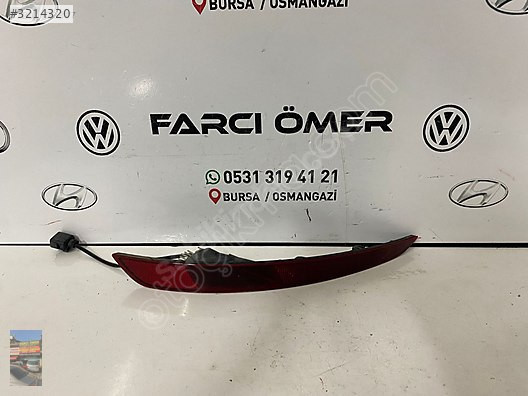 #3214320
BURSA / OSMANGAZİ
FARCI ÖMER
0531 319 41 21
BURSA / OSMANGAZİ